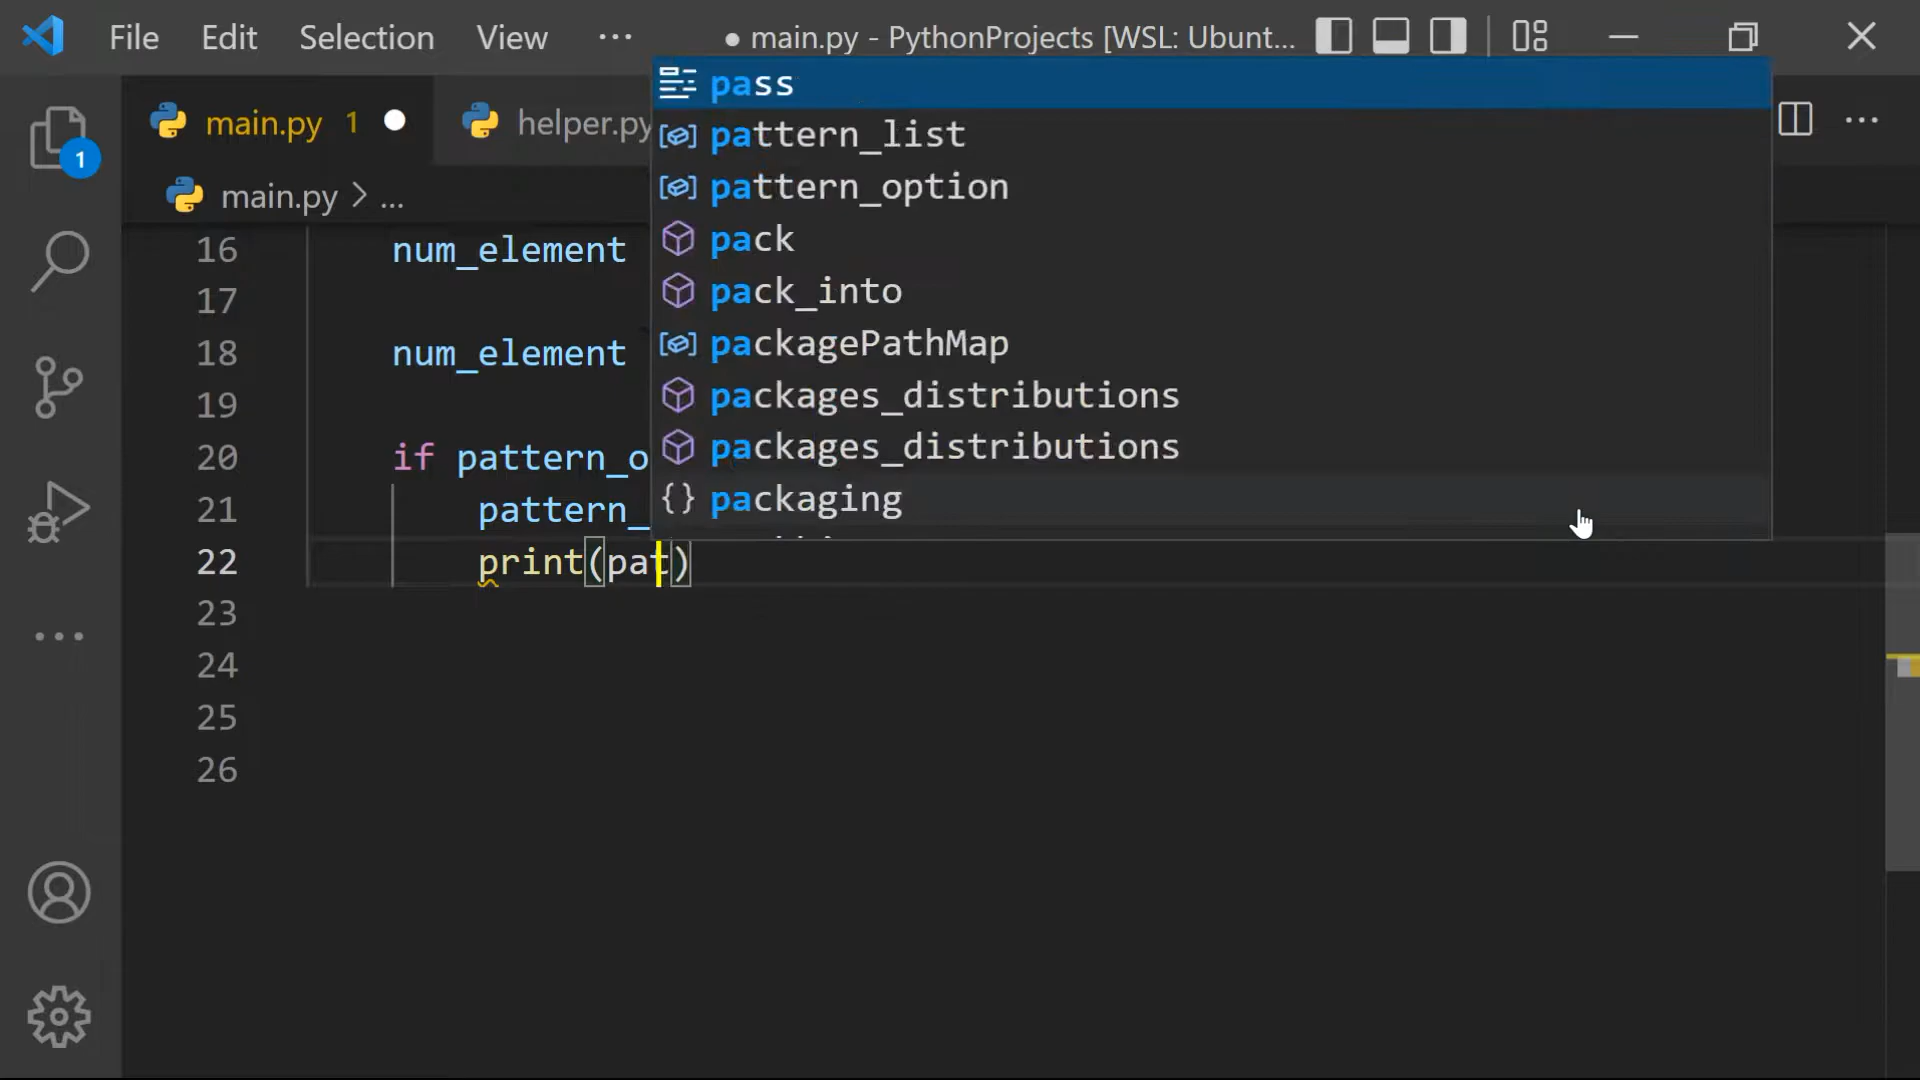 File Edit Selection View ··· ● main.py - PythonProjects [WSL: Ubunt...
main.py 1 helper.py
1
main.py > ...
pass
pattern_list
pattern_option
pack
pack_into
packagePathMap
packages_distributions
packages_distributions
packaging
16 num_element
17
18 num_element
19
20 if pattern_o
21 pattern_
22 print(pat)
23
24
25
26